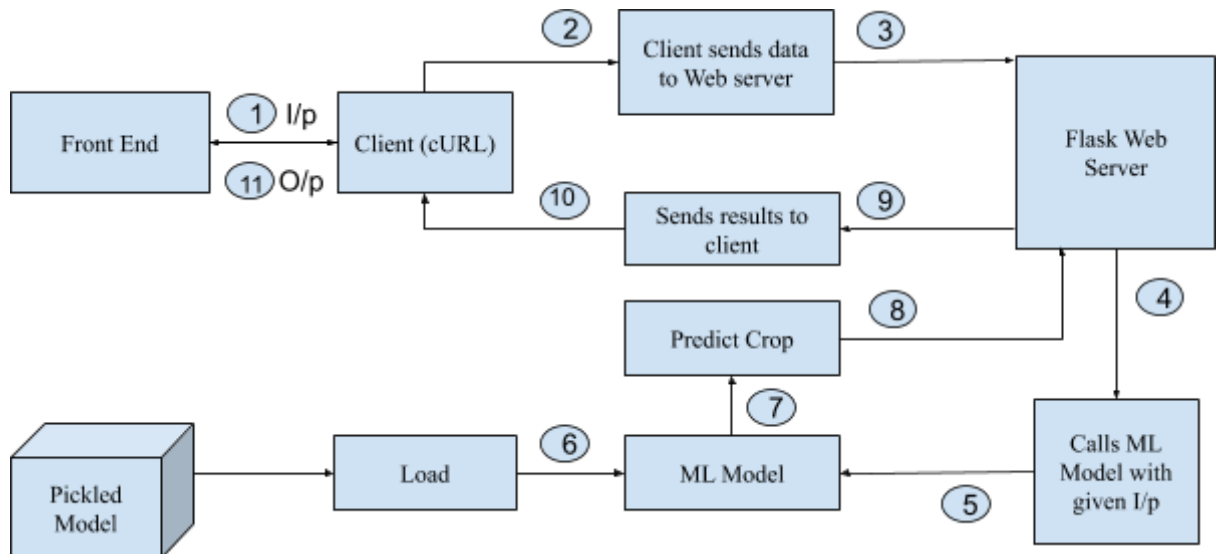 2
Client sends data
to Web server
3
Front End
1 I/p
11 O/p
Client (cURL)
Flask Web
Server
10
Sends results to
client
9
4
Predict Crop
8
7
Pickled
Model
Load
6
ML Model
5
Calls ML
Model with
given I/p